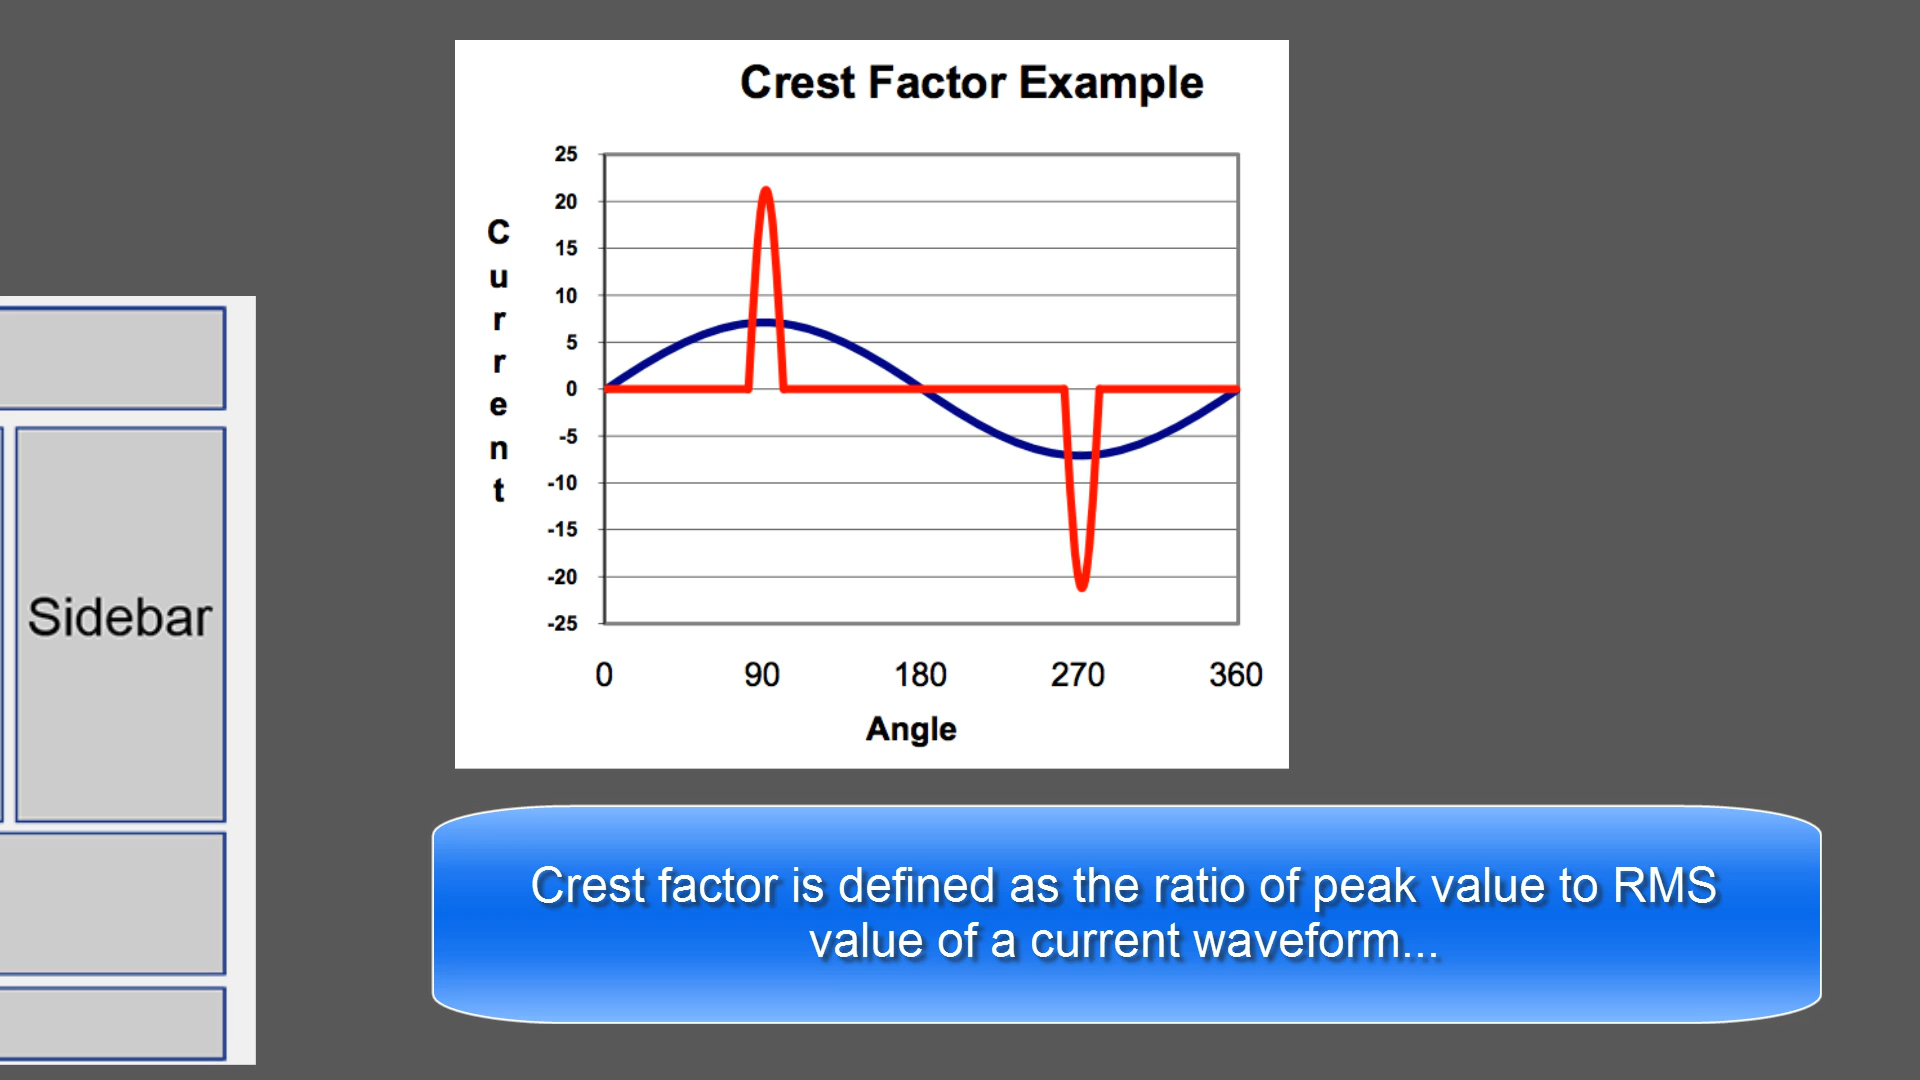 Crest Factor Example
25
20
15
10
5
0
-5
-10
-15
-20
-25
Current
0 90 180 270 360
Angle
Sidebar
Crest factor is defined as the ratio of peak value to RMS
value of a current waveform...